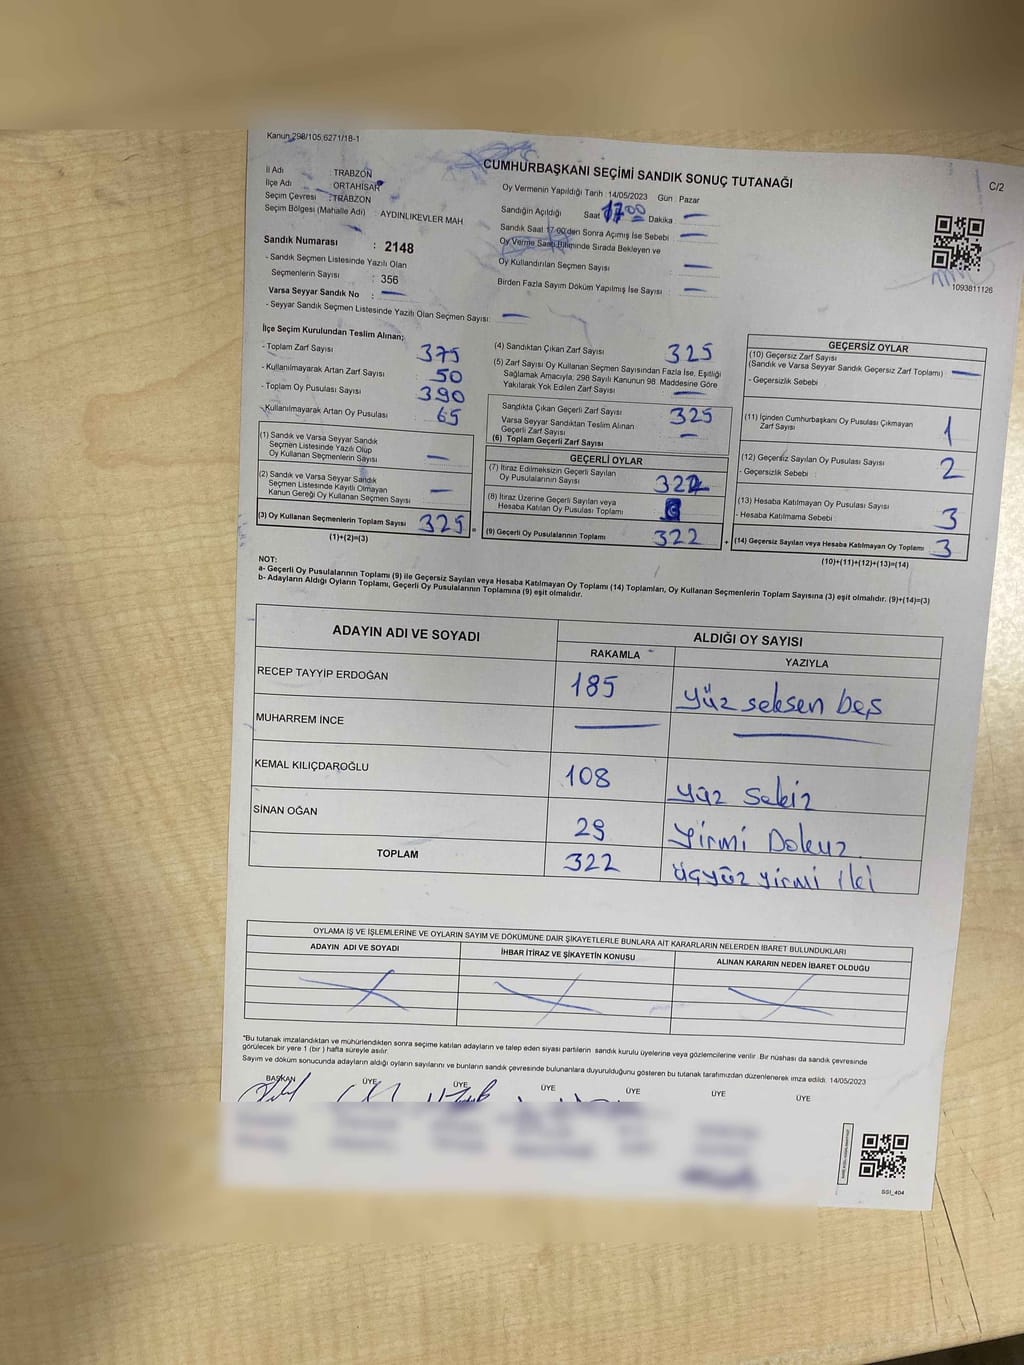 Kanun 298/105.6271/18-1
CUMHURBAŞKANI SEÇİMİ SANDIK SONUÇ TUTANAĞI
C/2
İl Adı : TRABZON
İlçe Adı : ORTAHİSAR
Seçim Çevresi : TRABZON
Seçim Bölgesi (Mahalle Adı) AYDINLIKEVLER MAH
Sandık Numarası : 2148
- Sandık Seçmen Listesinde Yazılı Olan
Seçmenlerin Sayısı : 356
Varsa Seyyar Sandık No : —
- Seyyar Sandık Seçmen Listesinde Yazılı Olan Seçmen Sayısı: —
Oy Vermenin Yapıldığı Tarih :14/05/2023 Gün : Pazar
Sandığın Açıldığı Saat 17:00 Dakika —
Sandık Saat 17:00'den Sonra Açımış İse Sebebi —
Oy Verme Saati Bitiminde Sırada Bekleyen ve
Oy Kullandırılan Seçmen Sayısı —
Birden Fazla Sayım Döküm Yapılmış İse Sayısı —
1093811126
İlçe Seçim Kurulundan Teslim Alınan;
- Toplam Zarf Sayısı 375
- Kullanılmayarak Artan Zarf Sayısı 50
- Toplam Oy Pusulası Sayısı 390
- Kullanılmayarak Artan Oy Pusulası 65
(1) Sandık ve Varsa Seyyar Sandık
Seçmen Listesinde Yazılı Olup
Oy Kullanan Seçmenlerin Sayısı —
(2) Sandık ve Varsa Seyyar Sandık
Seçmen Listesinde Kayıtlı Olmayan
Kanun Gereği Oy Kullanan Seçmen Sayısı —
(3) Oy Kullanan Seçmenlerin Toplam Sayısı 325
(1)+(2)=(3)
(4) Sandıktan Çıkan Zarf Sayısı 325
(5) Zarf Sayısı Oy Kullanan Seçmen Sayısından Fazla İse, Eşitliği
Sağlamak Amacıyla; 298 Sayılı Kanunun 98. Maddesine Göre
Yakılarak Yok Edilen Zarf Sayısı —
Sandıkta Çıkan Geçerli Zarf Sayısı 325
Varsa Seyyar Sandıktan Teslim Alınan
Geçerli Zarf Sayısı —
(6) Toplam Geçerli Zarf Sayısı
GEÇERLİ OYLAR
(7) İtiraz Edilmeksizin Geçerli Sayılan
Oy Pusulalarının Sayısı 322
(8) İtiraz Üzerine Geçerli Sayılan veya
Hesaba Katılan Oy Pusulası Toplamı
(9) Geçerli Oy Pusulalarının Toplamı 322
GEÇERSİZ OYLAR
(10) Geçersiz Zarf Sayısı
(Sandık ve Varsa Seyyar Sandık Geçersiz Zarf Toplamı) —
- Geçersizlik Sebebi
(11) İçinden Cumhurbaşkanı Oy Pusulası Çıkmayan
Zarf Sayısı 1
(12) Geçersiz Sayılan Oy Pusulası Sayısı 2
- Geçersizlik Sebebi :
(13) Hesaba Katılmayan Oy Pusulası Sayısı 3
- Hesaba Katılmama Sebebi :
(14) Geçersiz Sayılan veya Hesaba Katılmayan Oy Toplamı 3
(10)+(11)+(12)+(13)=(14)
NOT:
a- Geçerli Oy Pusulalarının Toplamı (9) ile Geçersiz Sayılan veya Hesaba Katılmayan Oy Toplamı (14) Toplamları, Oy Kullanan Seçmenlerin Toplam Sayısına (3) eşit olmalıdır. (9)+(14)=(3)
b- Adayların Aldığı Oyların Toplamı, Geçerli Oy Pusulalarının Toplamına (9) eşit olmalıdır.
ADAYIN ADI VE SOYADI ALDIĞI OY SAYISI
RAKAMLA YAZIYLA
RECEP TAYYİP ERDOĞAN 185 yüz seksen beş
MUHARREM İNCE — —
KEMAL KILIÇDAROĞLU 108 yüz sekiz
SİNAN OĞAN 29 yirmi Dokuz
TOPLAM 322 üçyüz yirmi iki
OYLAMA İŞ VE İŞLEMLERİNE VE OYLARIN SAYIM VE DÖKÜMÜNE DAİR ŞİKAYETLERLE BUNLARA AİT KARARLARIN NELERDEN İBARET BULUNDUKLARI
ADAYIN ADI VE SOYADI İHBAR İTİRAZ VE ŞİKAYETİN KONUSU ALINAN KARARIN NEDEN İBARET OLDUĞU
*Bu tutanak imzalandıktan ve mühürlendikten sonra seçime katılan adayların ve talep eden siyasi partilerin sandık kurulu üyelerine veya gözlemcilerine verilir. Bir nüshası da sandık çevresinde
görülecek bir yere 1 (bir ) hafta süreyle asılır.
Sayım ve döküm sonucunda adayların aldığı oyların sayılarını ve bunların sandık çevresinde bulunanlara duyurulduğunu gösteren bu tutanak tarafımızdan düzenlenerek imza edildi. 14/05/2023
BAŞKAN ÜYE ÜYE ÜYE ÜYE ÜYE ÜYE
SGI_404